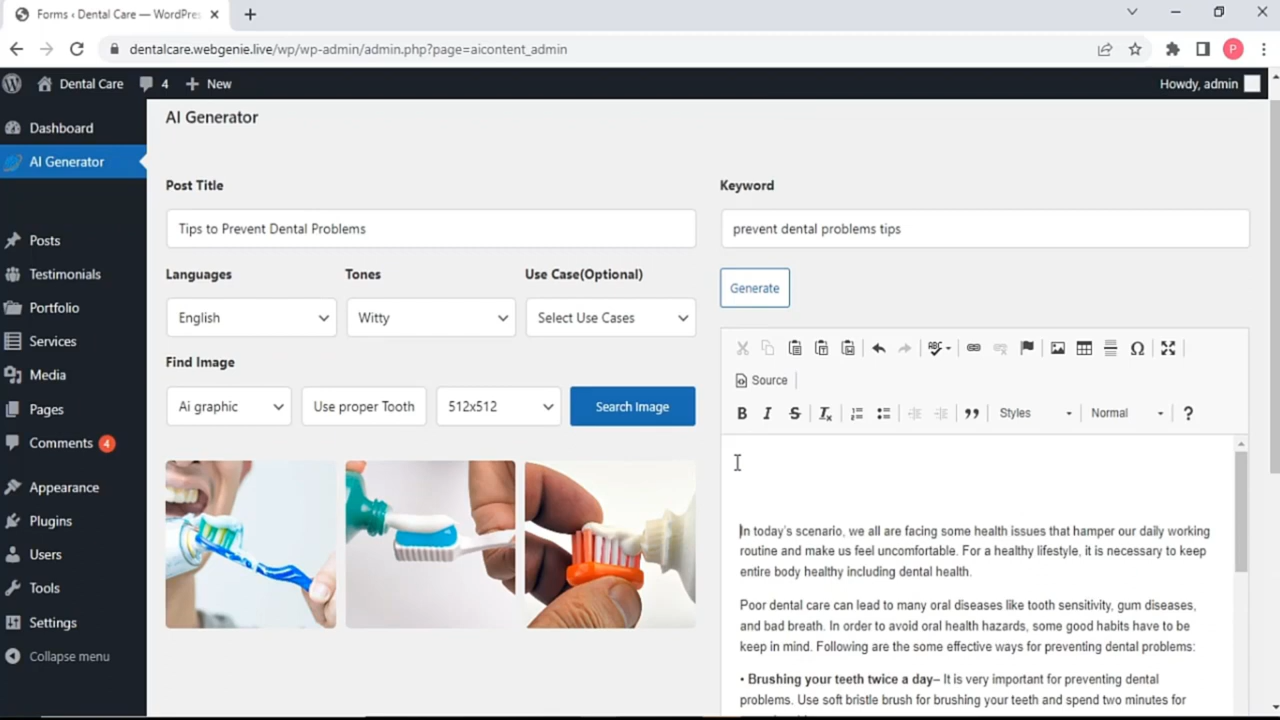 Forms ‹ Dental Care — WordPres
dentalcare.webgenie.live/wp/wp-admin/admin.php?page=aicontent_admin
P
Dental Care 4 New Howdy, admin
Dashboard
AI Generator
Posts
Testimonials
Portfolio
Services
Media
Pages
Comments 4
Appearance
Plugins
Users
Tools
Settings
Collapse menu
AI Generator
Post Title
Tips to Prevent Dental Problems
Languages Tones Use Case(Optional)
English Witty Select Use Cases
Find Image
Ai graphic Use proper Tooth 512x512 Search Image
Keyword
prevent dental problems tips
Generate
Source
Styles Normal ?
In today's scenario, we all are facing some health issues that hamper our daily working
routine and make us feel uncomfortable. For a healthy lifestyle, it is necessary to keep
entire body healthy including dental health.
Poor dental care can lead to many oral diseases like tooth sensitivity, gum diseases,
and bad breath. In order to avoid oral health hazards, some good habits have to be
keep in mind. Following are the some effective ways for preventing dental problems:
• Brushing your teeth twice a day– It is very important for preventing dental
problems. Use soft bristle brush for brushing your teeth and spend two minutes for